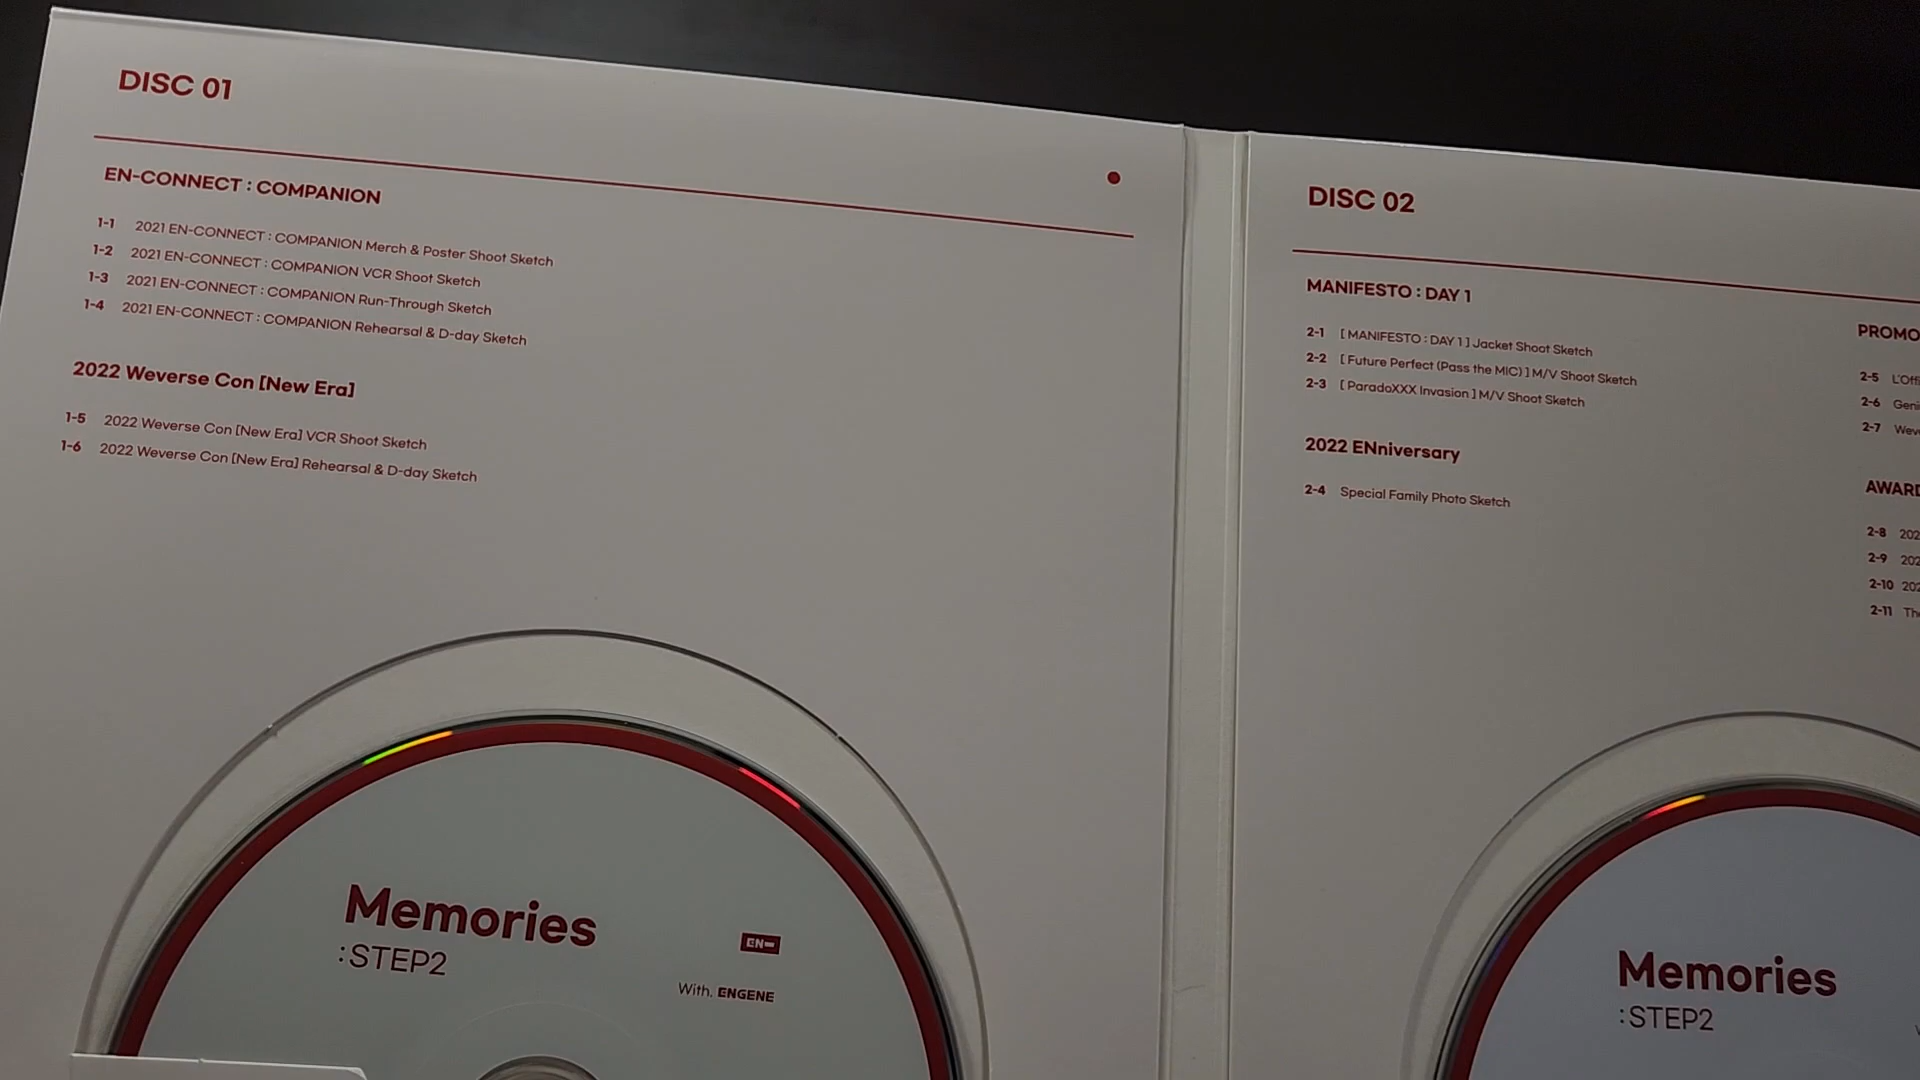 DISC 01
EN-CONNECT : COMPANION
1-1 2021 EN-CONNECT : COMPANION Merch & Poster Shoot Sketch
1-2 2021 EN-CONNECT : COMPANION VCR Shoot Sketch
1-3 2021 EN-CONNECT : COMPANION Run-Through Sketch
1-4 2021 EN-CONNECT : COMPANION Rehearsal & D-day Sketch
2022 Weverse Con [New Era]
1-5 2022 Weverse Con [New Era] VCR Shoot Sketch
1-6 2022 Weverse Con [New Era] Rehearsal & D-day Sketch
Memories
:STEP2
EN-
With. ENGENE
DISC 02
MANIFESTO : DAY 1
2-1 [ MANIFESTO : DAY 1 ] Jacket Shoot Sketch
2-2 [ Future Perfect (Pass the MIC) ] M/V Shoot Sketch
2-3 [ ParadoXXX Invasion ] M/V Shoot Sketch
2022 ENniversary
2-4 Special Family Photo Sketch
PROMO
2-5
2-6
2-7
AWARD
2-8
2-9
2-10
2-11
Memories
:STEP2